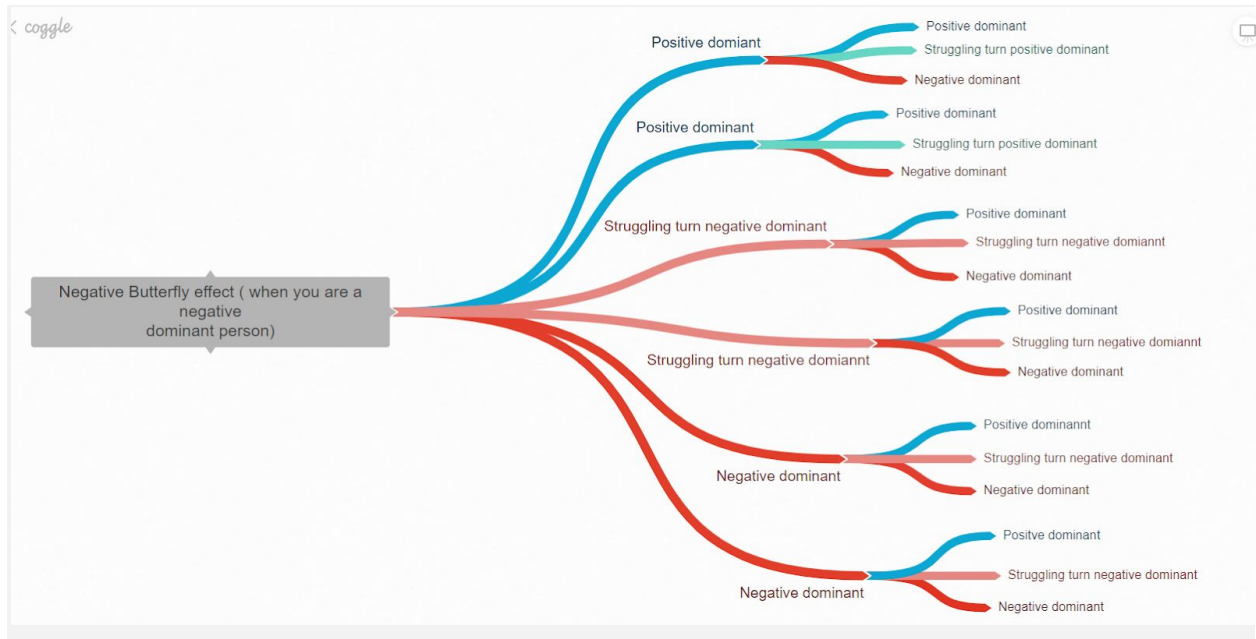 coggle
Positive domiant
Positive dominant
Struggling turn positive dominant
Negative dominant
Positive dominant
Positive dominant
Struggling turn positive dominant
Negative dominant
Struggling turn negative dominant
Positive dominant
Struggling turn negative domiannt
Negative dominant
Negative Butterfly effect ( when you are a
negative
dominant person)
Struggling turn negative domiannt
Positive dominant
Struggling turn negative domiannt
Negative dominant
Negative dominant
Positive dominannt
Struggling turn negative dominant
Negative dominant
Negative dominant
Positve dominant
Struggling turn negative dominant
Negative dominant